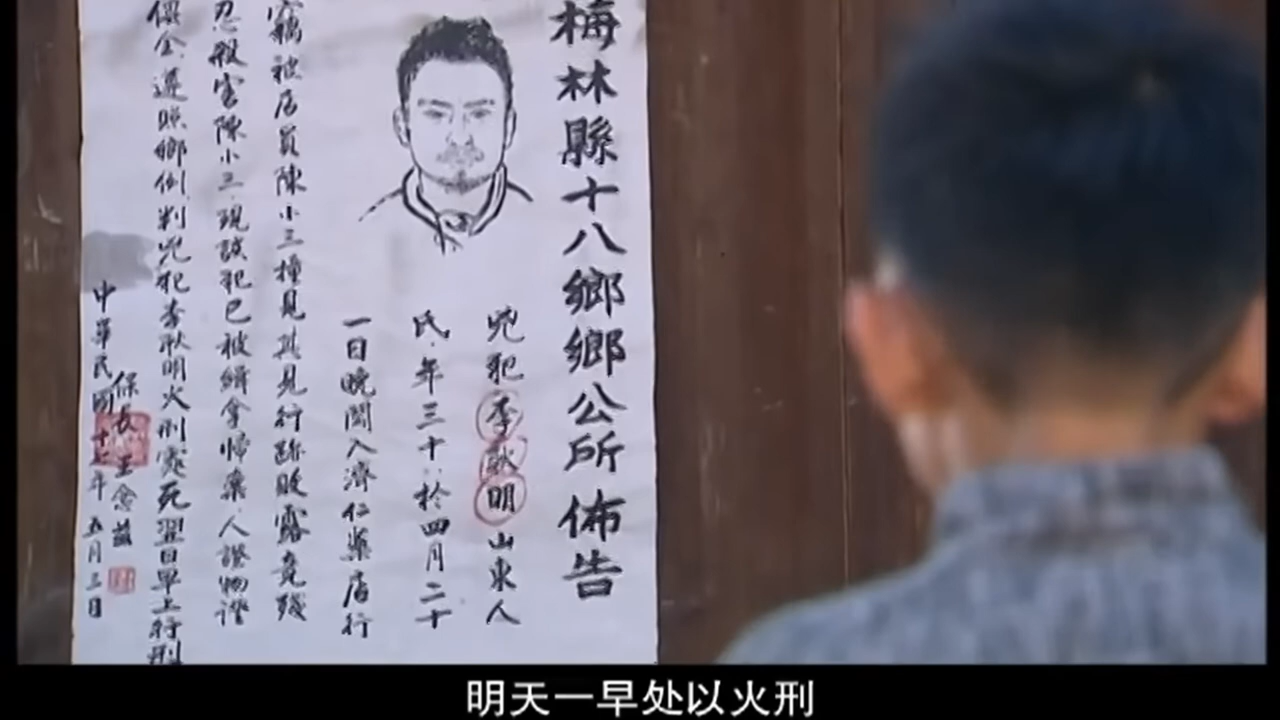 梅林縣十八鄉鄉公所佈告
兇犯李耿明山東人
氏年三十於四月二十
一日晚闖入濟仁藥店行
竊被店員陳小三撞見其見行跡敗露竟殘
忍殺害陳小三現該犯已被緝拿歸案人證物證
俱全遵照鄉例判兇犯李耿明火刑處死翌日早上行刑
保長王念慈
中華民國十七年五月三日
明天一早处以火刑